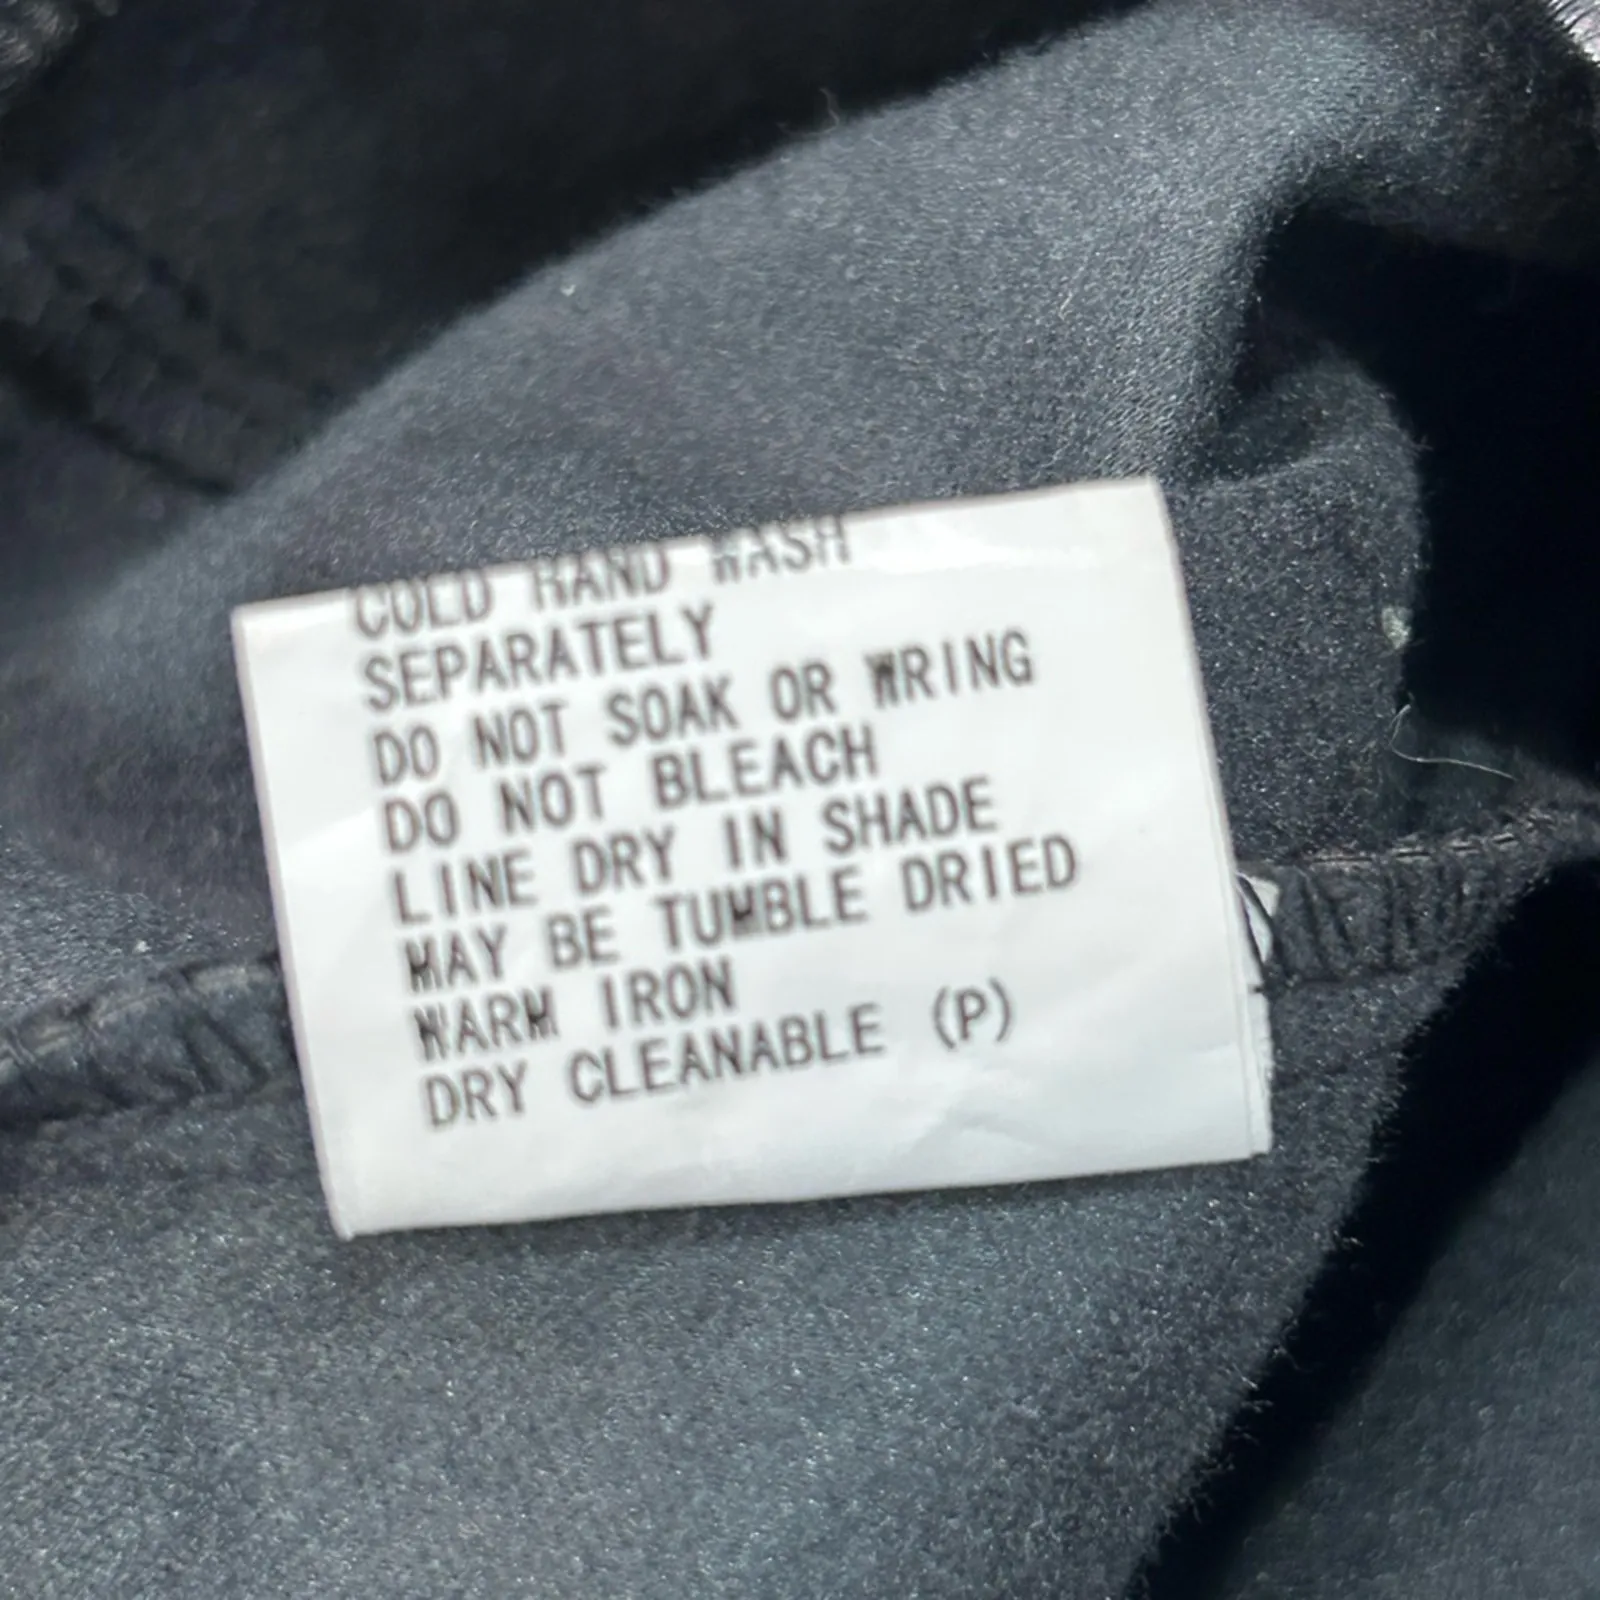 COLD HAND WASH
SEPARATELY
DO NOT SOAK OR WRING
DO NOT BLEACH
LINE DRY IN SHADE
MAY BE TUMBLE DRIED
WARM IRON
DRY CLEANABLE (P)